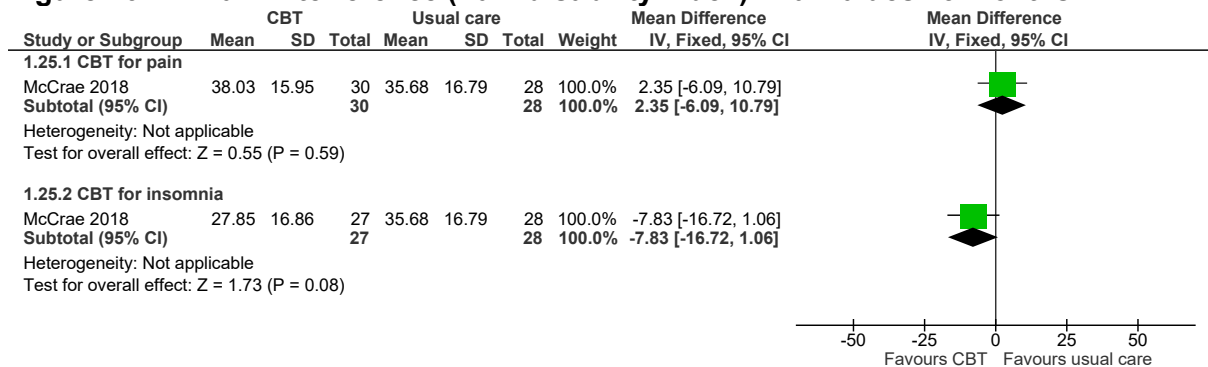 CBT Usual care Mean Difference Mean Difference
Study or Subgroup Mean SD Total Mean SD Total Weight IV, Fixed, 95% CI IV, Fixed, 95% CI
1.25.1 CBT for pain
McCrae 2018 38.03 15.95 30 35.68 16.79 28 100.0% 2.35 [-6.09, 10.79]
Subtotal (95% CI) 30 28 100.0% 2.35 [-6.09, 10.79]
Heterogeneity: Not applicable
Test for overall effect: Z = 0.55 (P = 0.59)
1.25.2 CBT for insomnia
McCrae 2018 27.85 16.86 27 35.68 16.79 28 100.0% -7.83 [-16.72, 1.06]
Subtotal (95% CI) 27 28 100.0% -7.83 [-16.72, 1.06]
Heterogeneity: Not applicable
Test for overall effect: Z = 1.73 (P = 0.08)
-50 -25 0 25 50
Favours CBT Favours usual care